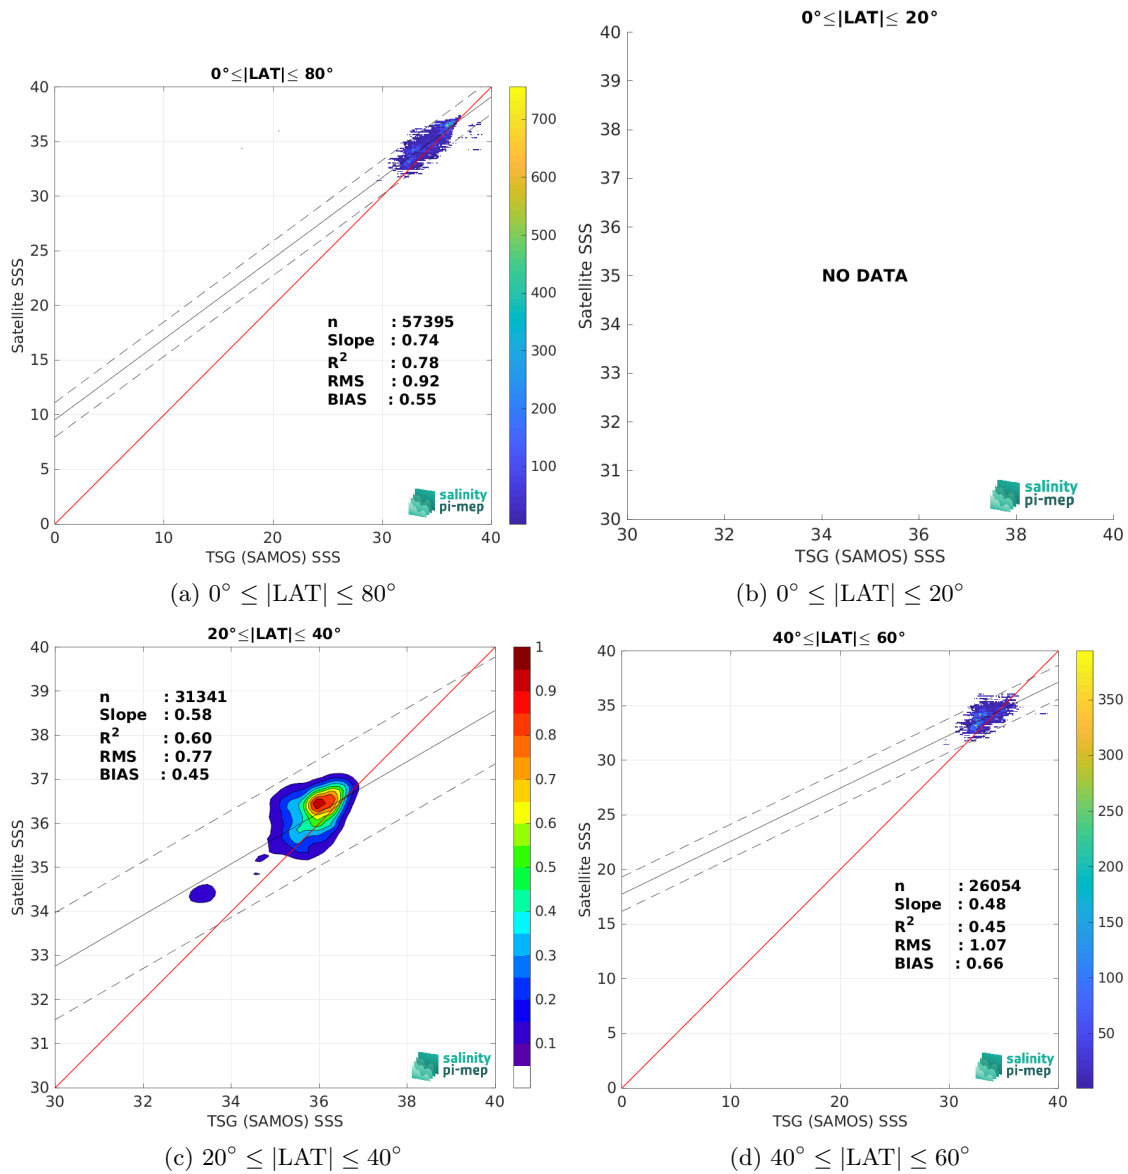 0°≤|LAT|≤ 80°
40
35
30
25
20
15
10
5
0
0
10
20
30
40
Satellite SSS
TSG (SAMOS) SSS
n : 57395
Slope : 0.74
R2 : 0.78
RMS : 0.92
BIAS : 0.55
salinity
pi-mep
700
600
500
400
300
200
100
(a) 0° ≤ |LAT| ≤ 80°
0°≤|LAT|≤ 20°
40
39
38
37
36
35
34
33
32
31
30
30
32
34
36
38
40
Satellite SSS
TSG (SAMOS) SSS
NO DATA
salinity
pi-mep
(b) 0° ≤ |LAT| ≤ 20°
20°≤|LAT|≤ 40°
40
39
38
37
36
35
34
33
32
31
30
30
32
34
36
38
40
Satellite SSS
TSG (SAMOS) SSS
n : 31341
Slope : 0.58
R2 : 0.60
RMS : 0.77
BIAS : 0.45
salinity
pi-mep
1
0.9
0.8
0.7
0.6
0.5
0.4
0.3
0.2
0.1
(c) 20° ≤ |LAT| ≤ 40°
40°≤|LAT|≤ 60°
40
35
30
25
20
15
10
5
0
0
10
20
30
40
Satellite SSS
TSG (SAMOS) SSS
n : 26054
Slope : 0.48
R2 : 0.45
RMS : 1.07
BIAS : 0.66
salinity
pi-mep
350
300
250
200
150
100
50
(d) 40° ≤ |LAT| ≤ 60°